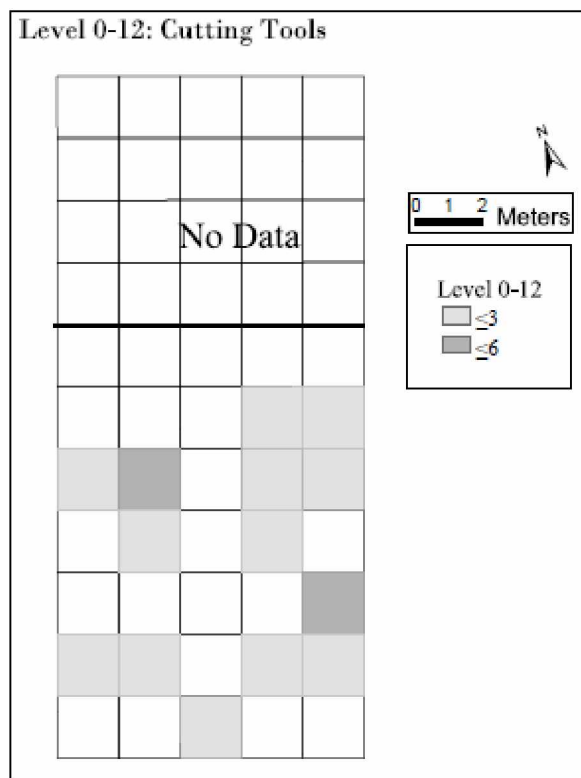 Level 0-12: Cutting Tools
N
0 1 2
Meters
No Data
Level 0-12
≤3
≤6